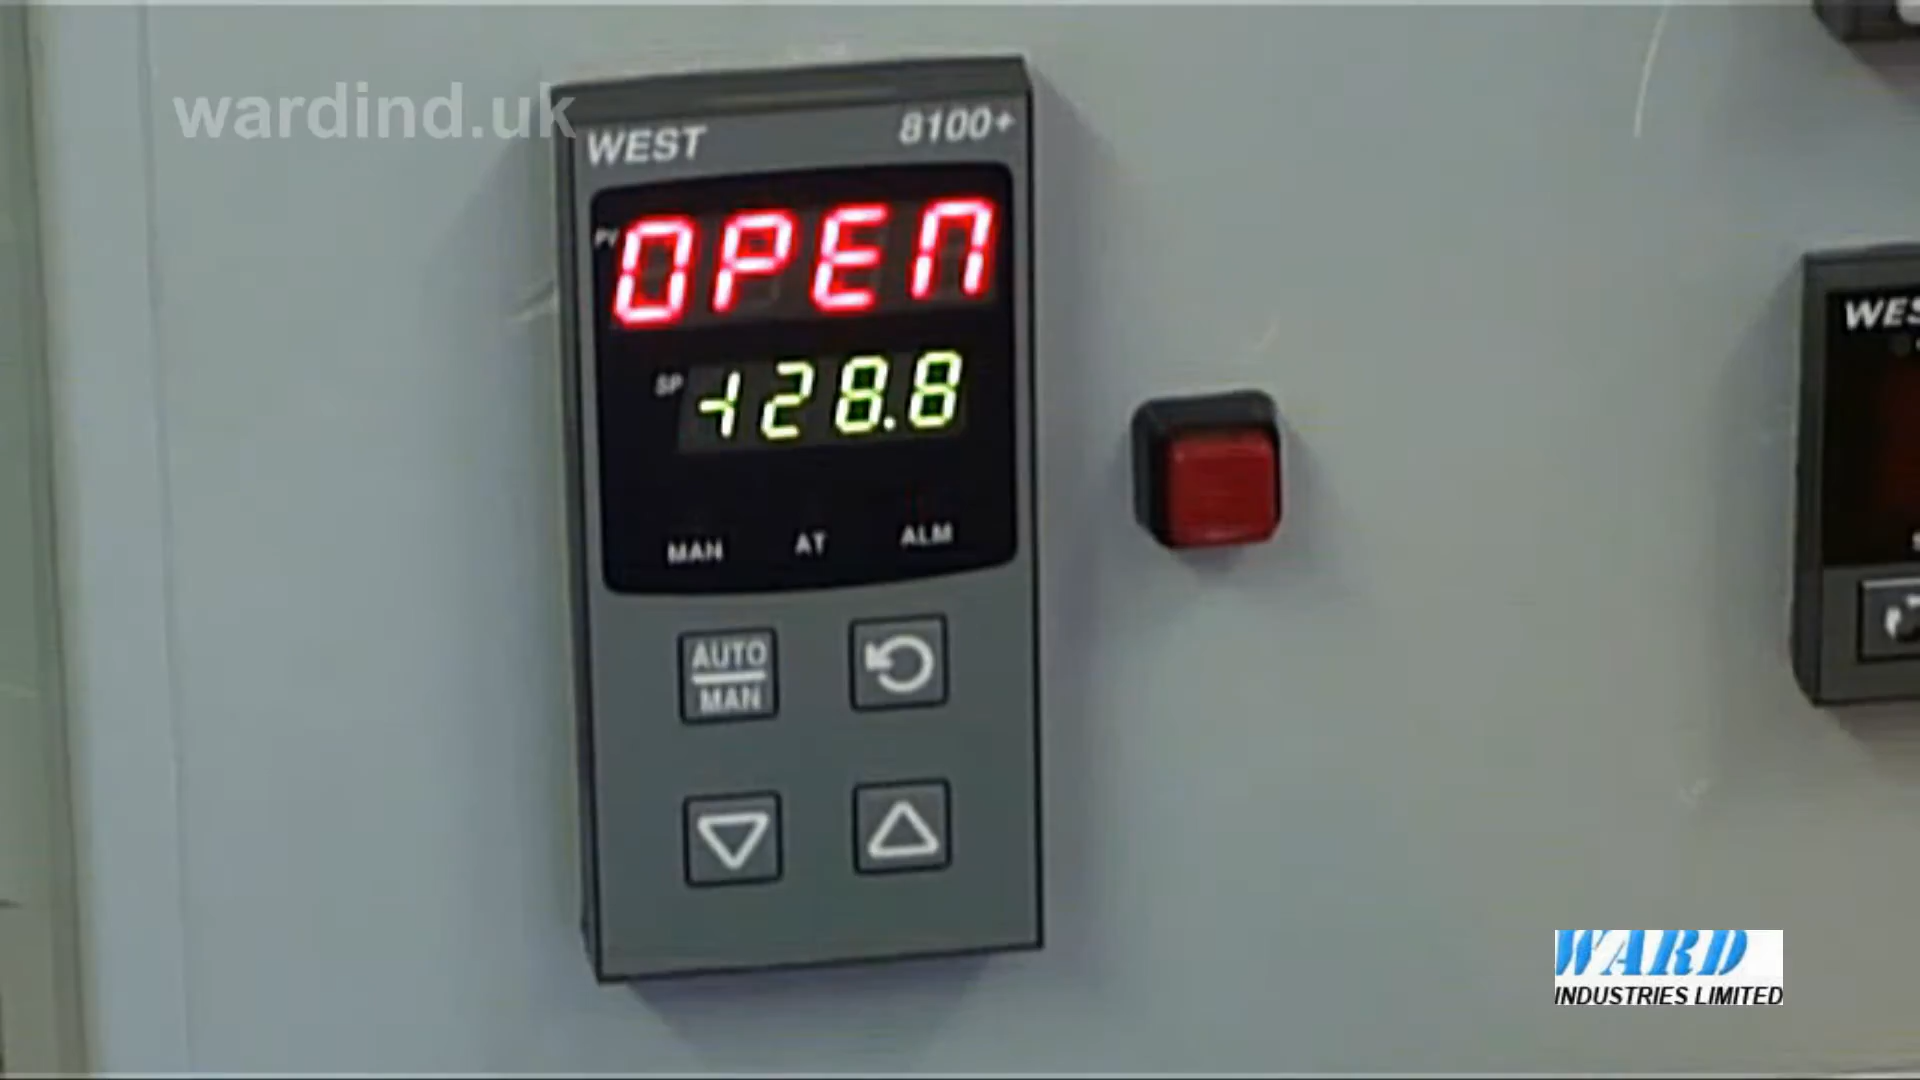 wardind.uk
WEST 8100+
PV OPEN
SP -128.8
MAN AT ALM
AUTO
MAN
WES
WARD
INDUSTRIES LIMITED